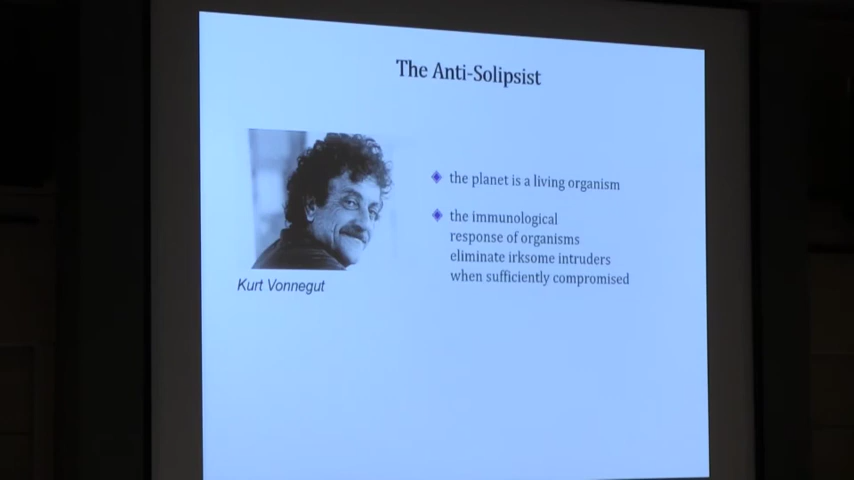 The Anti-Solipsist
the planet is a living organism
the immunological
response of organisms
eliminate irksome intruders
when sufficiently compromised
Kurt Vonnegut